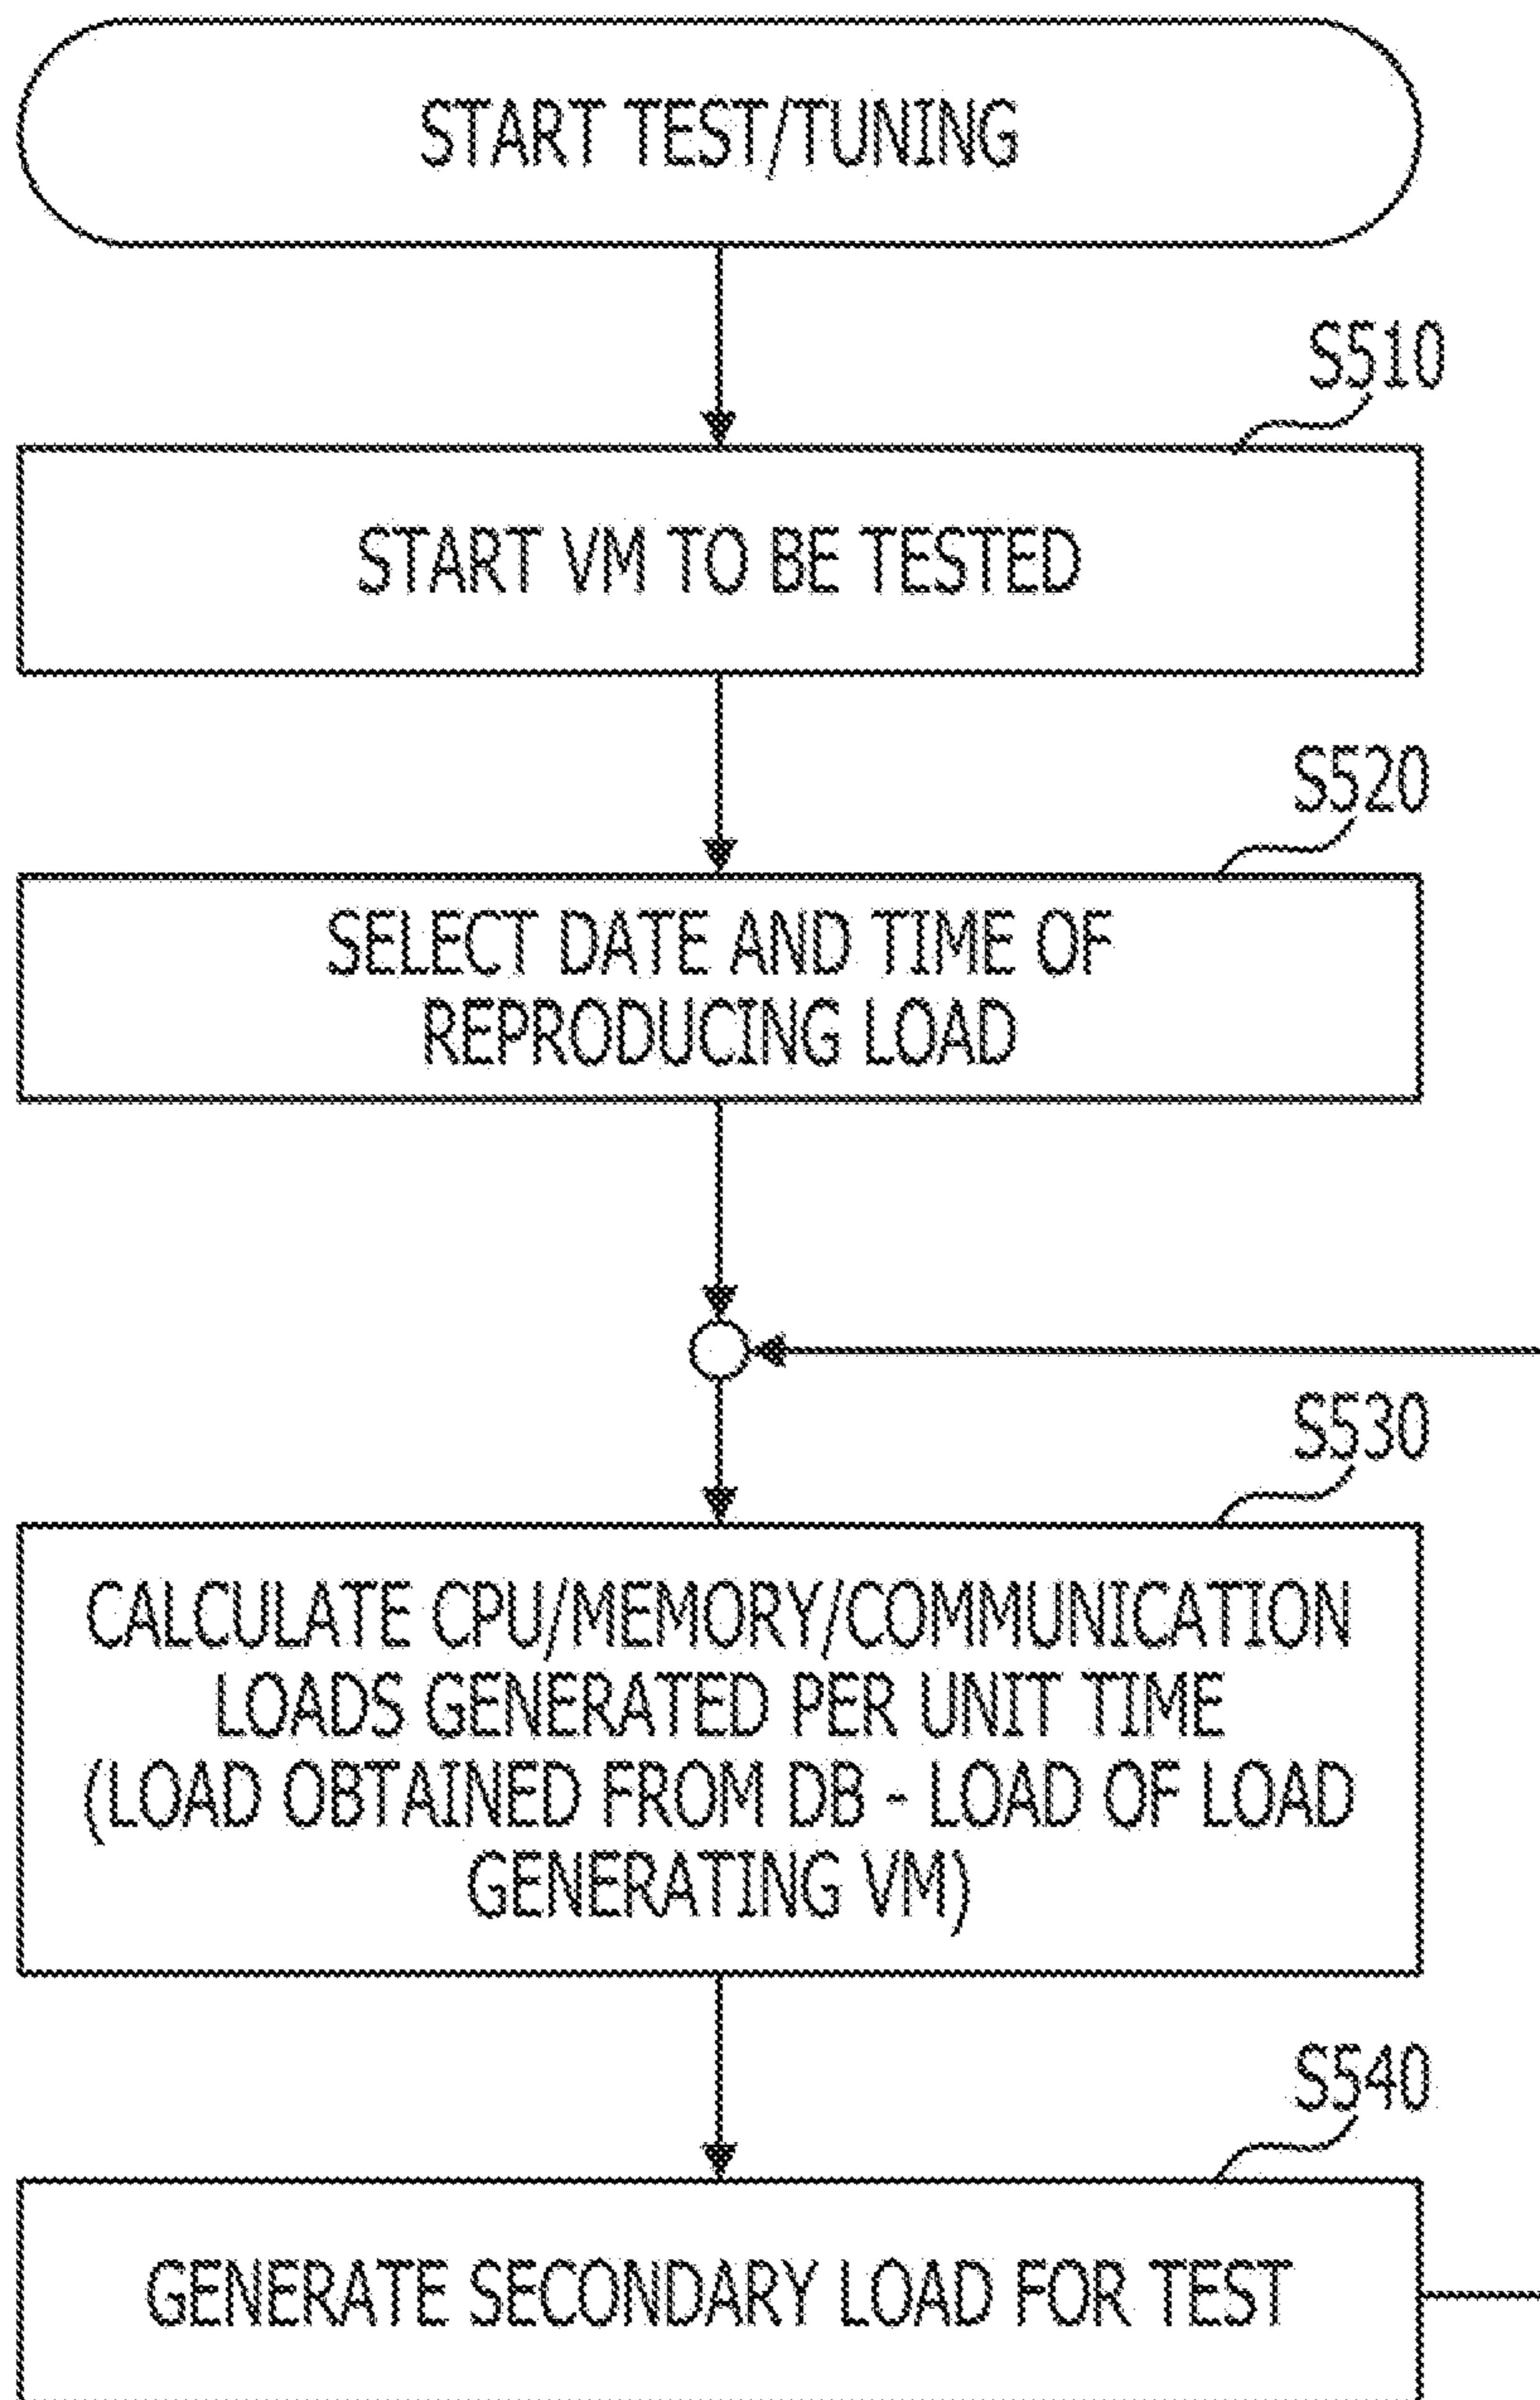 START TEST/TUNING
S510
START VM TO BE TESTED
S520
SELECT DATE AND TIME OF
REPRODUCING LOAD
S530
CALCULATE CPU/MEMORY/COMMUNICATION
LOADS GENERATED PER UNIT TIME
(LOAD OBTAINED FROM DB - LOAD OF LOAD
GENERATING VM)
S540
GENERATE SECONDARY LOAD FOR TEST